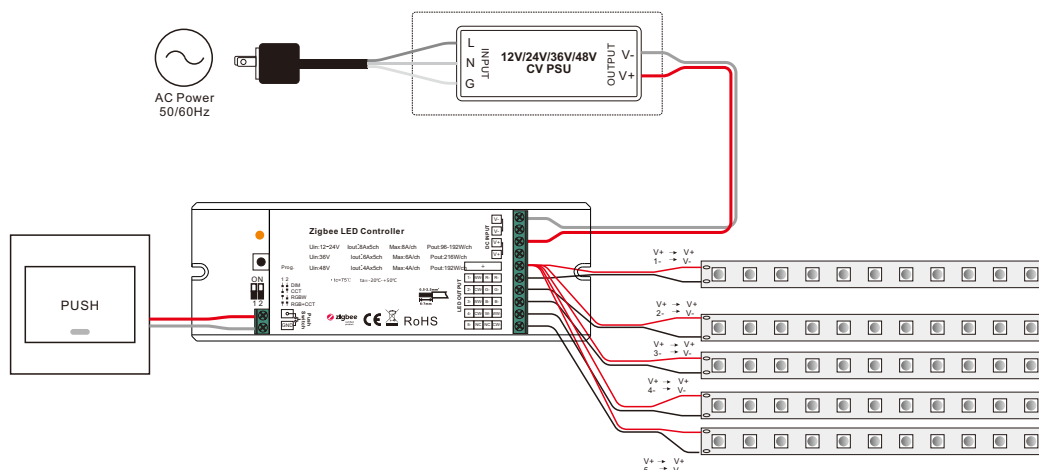 AC Power
50/60Hz
L
N
G
INPUT
12V/24V/36V/48V
CV PSU
OUTPUT
V-
V+
PUSH
Zigbee LED Controller
Uin:12~24V Max:8A/ch Pout:96-192W/ch
Uin:36V Max:6A/ch Pout:216W/ch
Uin:48V Max:4A/ch Pout:192W/ch
Prog.
ON
1 2
1 2
DIM
CCT
RGBW
RGB+CCT
Push
Switch
GND
zigbee
CE
RoHS
DC INPUT
V-
V-
V+
V+
LED OUTPUT
+
V+ → V+
1- → V-
V+ → V+
2- → V-
V+ → V+
3- → V-
V+ → V+
4- → V-
V+ → V+